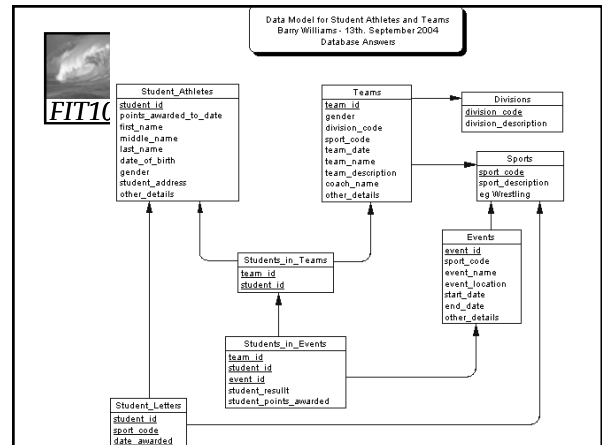 Data Model for Student Athletes and Teams
Barry Williams - 13th. September 2004
Database Answers
FIT10
Student_Athletes
student_id
points_awarded_to_date
first_name
middle_name
last_name
date_of_birth
gender
student_address
other_details
Teams
team_id
gender
division_code
sport_code
team_date
team_name
team_description
coach_name
other_details
Divisions
division_code
division_description
Sports
sport_code
sport_description
eg Wrestling
Events
event_id
sport_code
event_name
event_location
start_date
end_date
other_details
Students_in_Teams
team_id
student_id
Students_in_Events
team_id
student_id
event_id
student_resullt
student_points_awarded
Student_Letters
student_id
sport_code
date_awarded